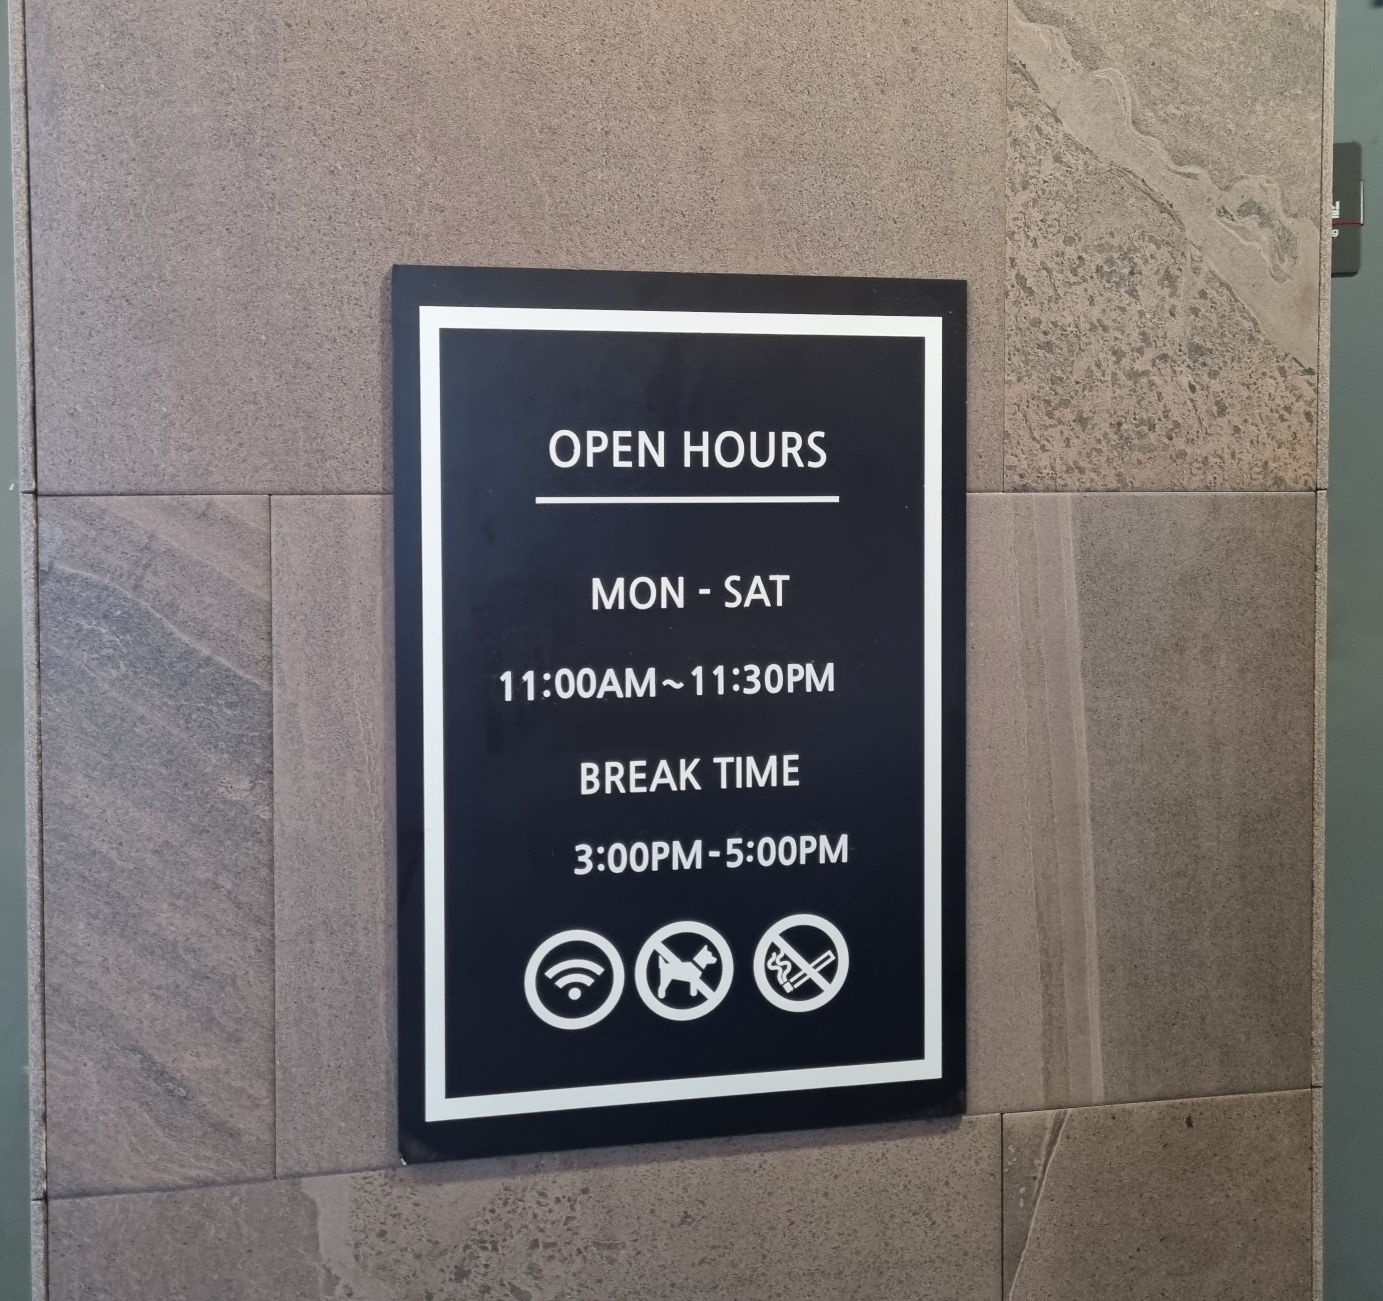 OPEN HOURS
MON - SAT
11:00AM~11:30PM
BREAK TIME
3:00PM-5:00PM